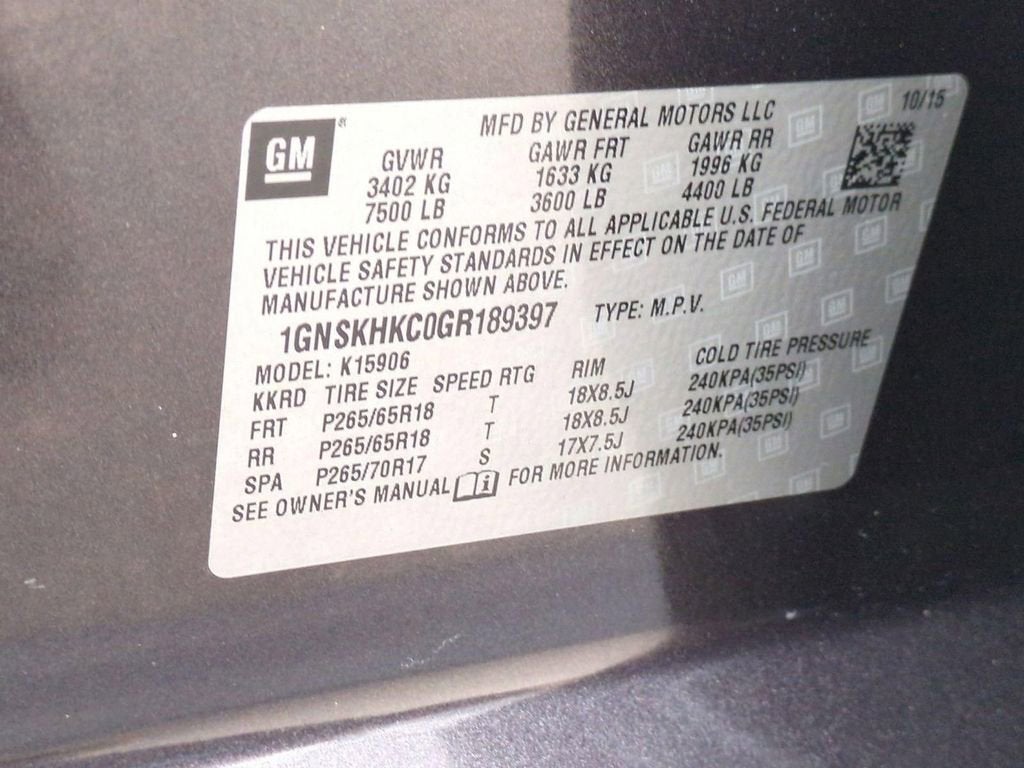 GM
®
MFD BY GENERAL MOTORS LLC
10/15
GVWR GAWR FRT GAWR RR
3402 KG 1633 KG 1996 KG
7500 LB 3600 LB 4400 LB
THIS VEHICLE CONFORMS TO ALL APPLICABLE U.S. FEDERAL MOTOR
VEHICLE SAFETY STANDARDS IN EFFECT ON THE DATE OF
MANUFACTURE SHOWN ABOVE.
1GNSKHKC0GR189397 TYPE: M.P.V.
MODEL: K15906
KKRD TIRE SIZE SPEED RTG RIM COLD TIRE PRESSURE
FRT P265/65R18 T 18X8.5J 240KPA(35PSI)
RR P265/65R18 T 18X8.5J 240KPA(35PSI)
SPA P265/70R17 S 17X7.5J 240KPA(35PSI)
SEE OWNER'S MANUAL i FOR MORE INFORMATION.